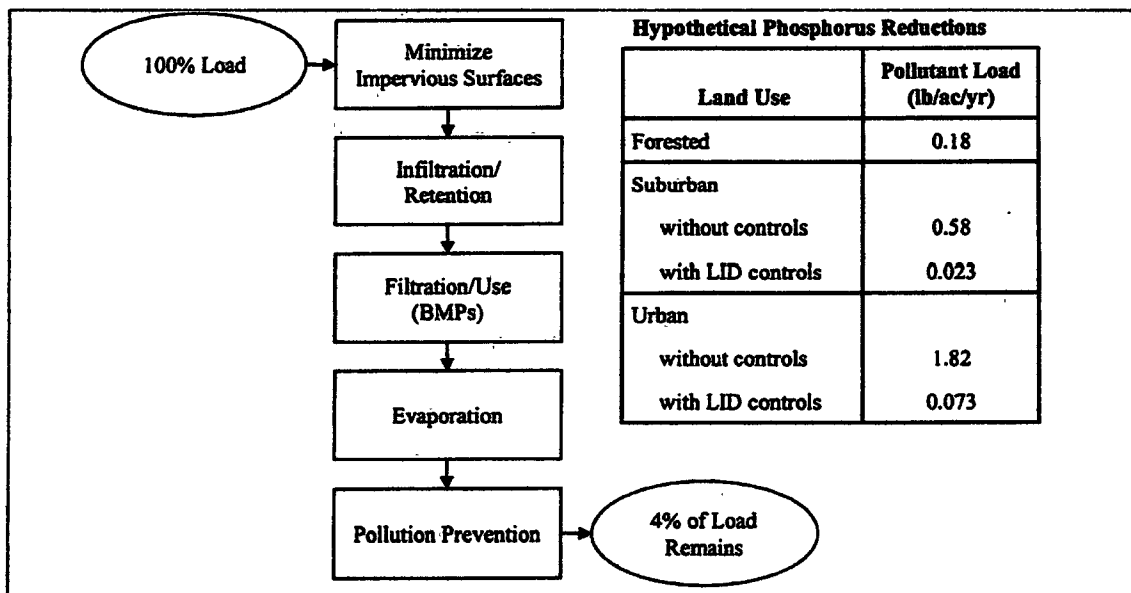 100% Load
Minimize
Impervious Surfaces
Infiltration/
Retention
Filtration/Use
(BMPs)
Evaporation
Pollution Prevention
4% of Load
Remains
Hypothetical Phosphorus Reductions
Land Use
Pollutant Load
(lb/ac/yr)
Forested 0.18
Suburban
without controls 0.58
with LID controls 0.023
Urban
without controls 1.82
with LID controls 0.073